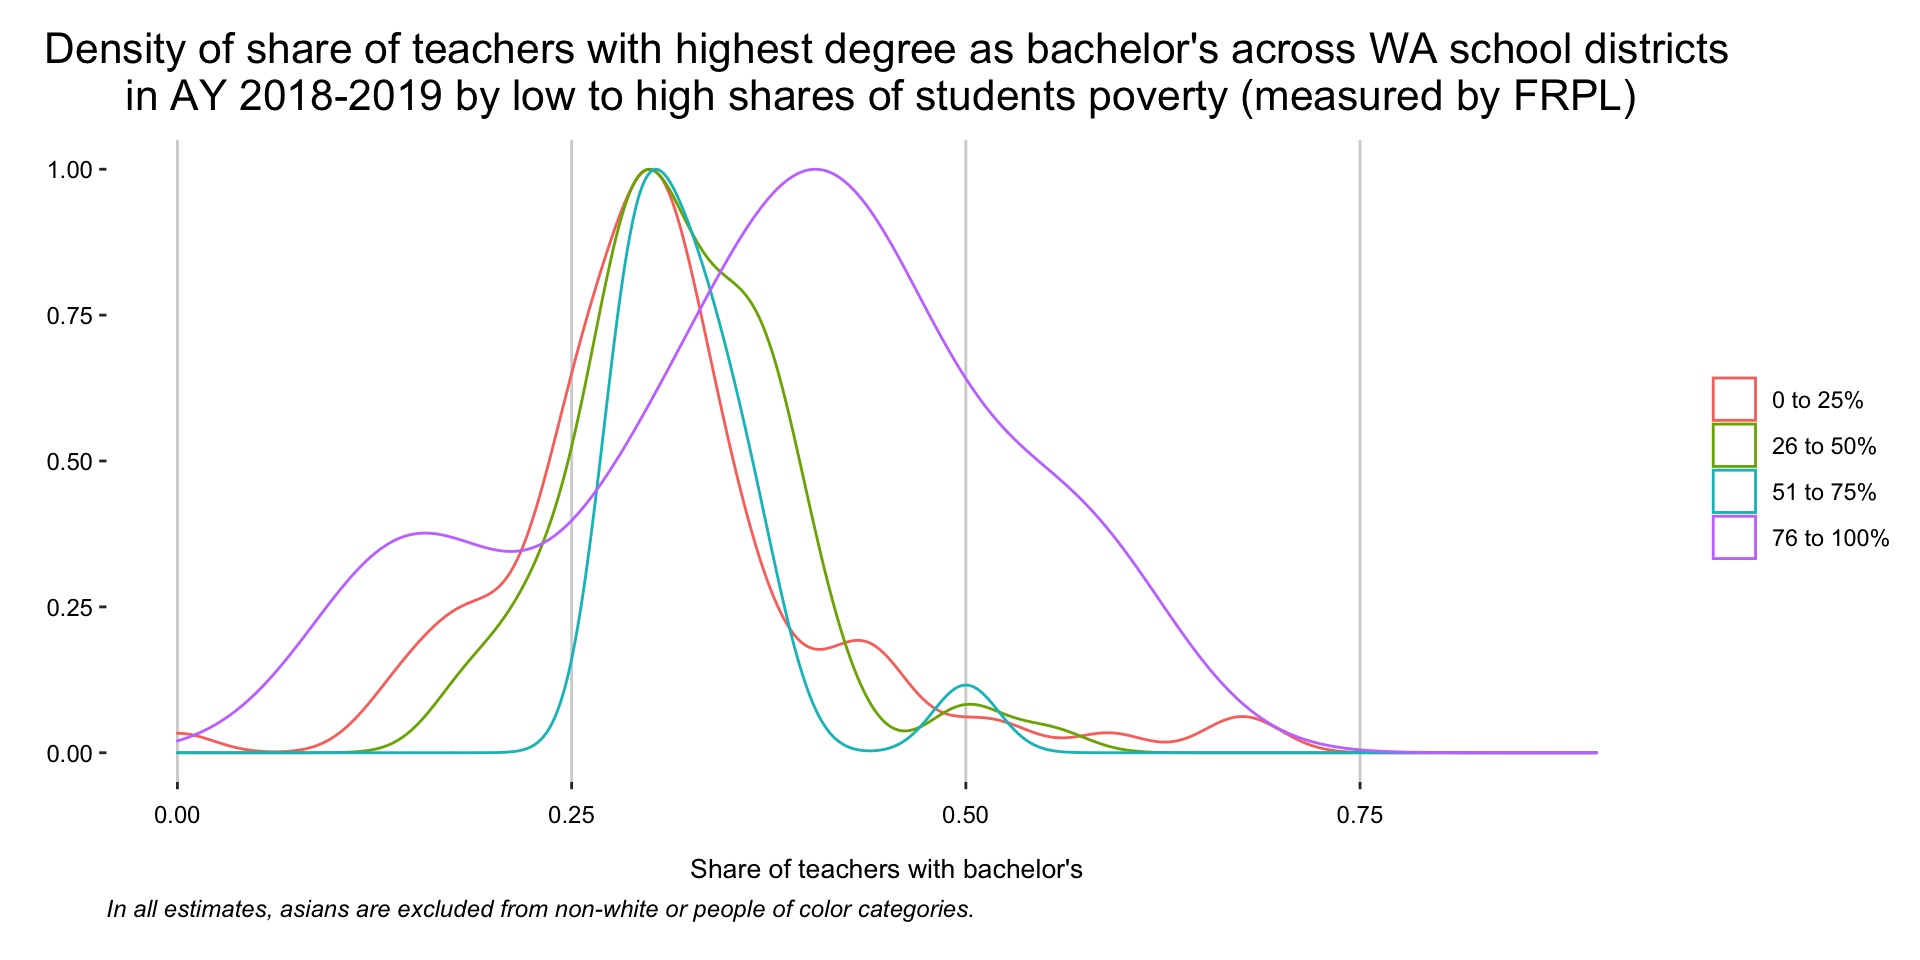 Density of share of teachers with highest degree as bachelor's across WA school districts
in AY 2018-2019 by low to high shares of students poverty (measured by FRPL)
1.00
0.75
0.50
0.25
0.00
0 to 25%
26 to 50%
51 to 75%
76 to 100%
0.00 0.25 0.50 0.75
Share of teachers with bachelor's
In all estimates, asians are excluded from non-white or people of color categories.